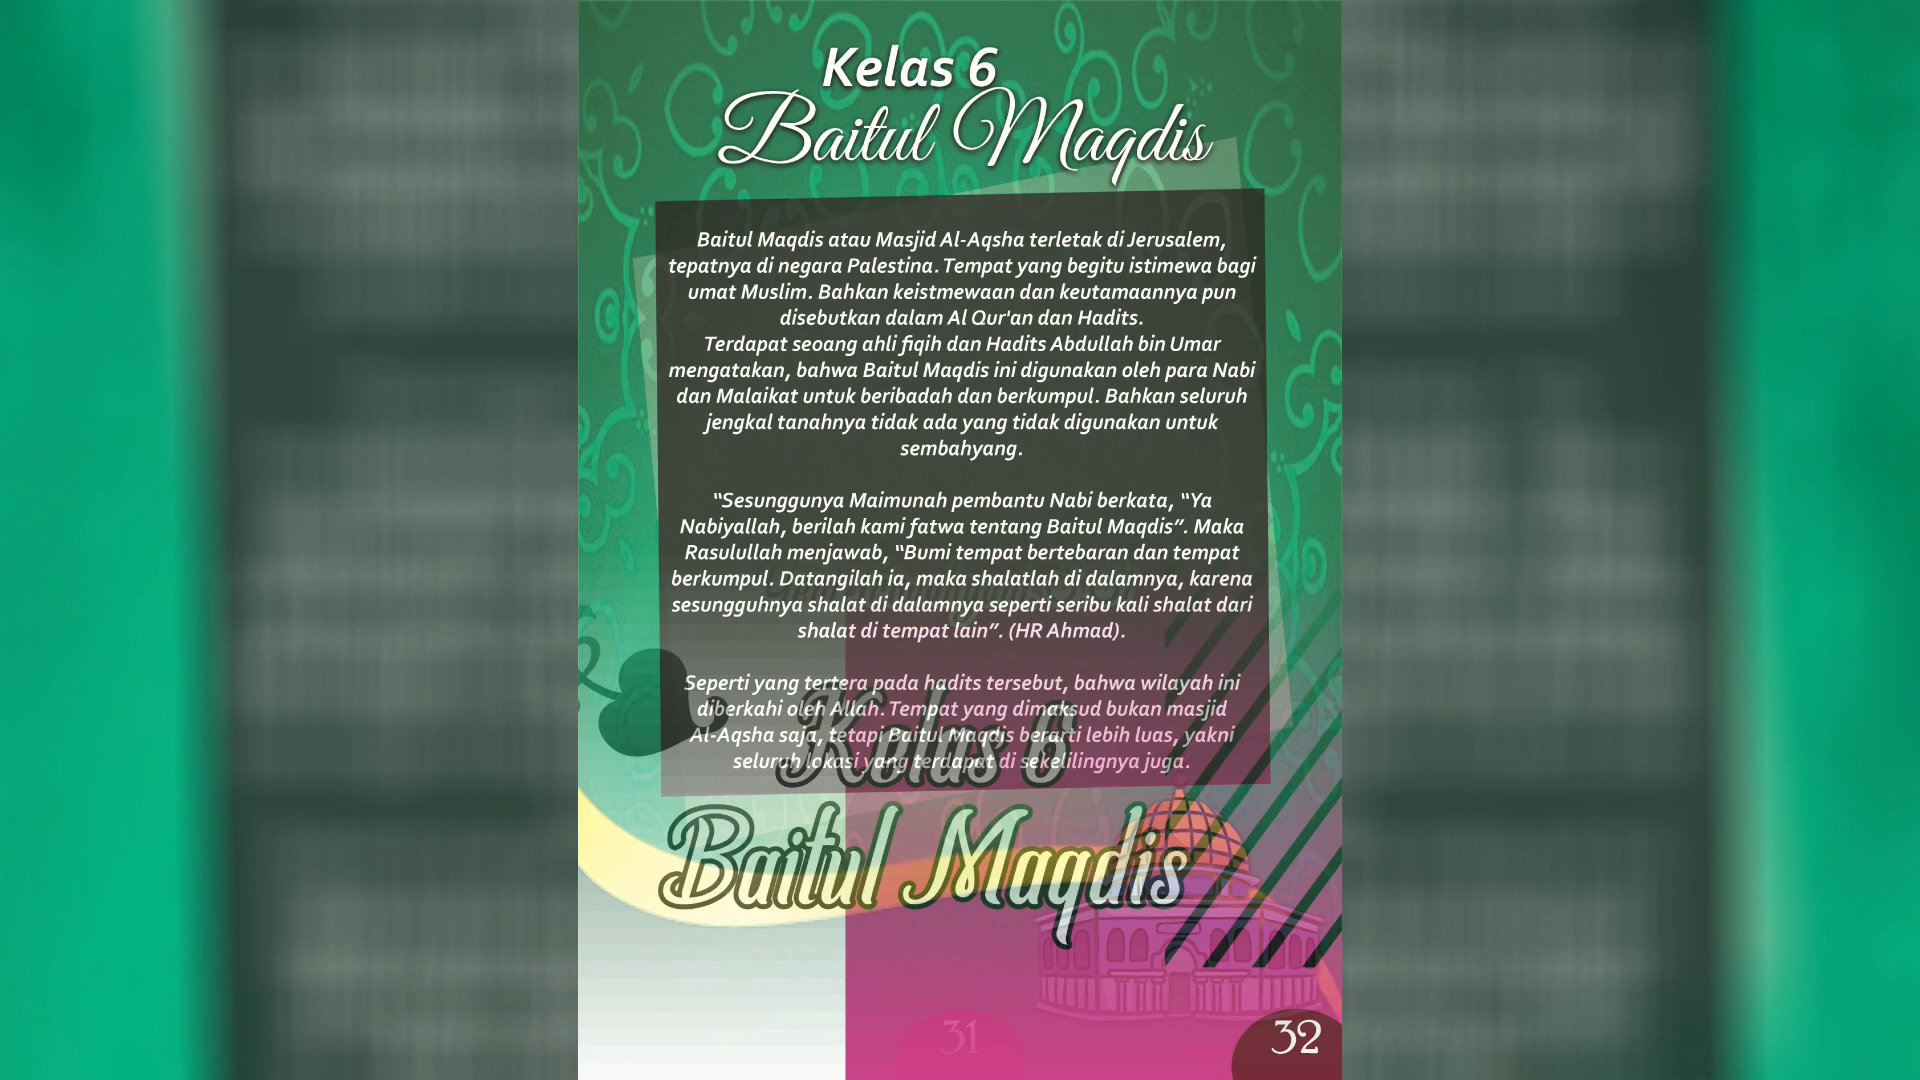 Kelas 6
Baitul Maqdis
Baitul Maqdis atau Masjid Al-Aqsha terletak di Jerusalem,
tepatnya di negara Palestina. Tempat yang begitu istimewa bagi
umat Muslim. Bahkan keistmewaan dan keutamaannya pun
disebutkan dalam Al Qur'an dan Hadits.
Terdapat seoang ahli fiqih dan Hadits Abdullah bin Umar
mengatakan, bahwa Baitul Maqdis ini digunakan oleh para Nabi
dan Malaikat untuk beribadah dan berkumpul. Bahkan seluruh
jengkal tanahnya tidak ada yang tidak digunakan untuk
sembahyang.
“Sesunggunya Maimunah pembantu Nabi berkata, “Ya
Nabiyallah, berilah kami fatwa tentang Baitul Maqdis”. Maka
Rasulullah menjawab, “Bumi tempat bertebaran dan tempat
berkumpul. Datangilah ia, maka shalatlah di dalamnya, karena
sesungguhnya shalat di dalamnya seperti seribu kali shalat dari
shalat di tempat lain”. (HR Ahmad).
Seperti yang tertera pada hadits tersebut, bahwa wilayah ini
diberkahi oleh Allah. Tempat yang dimaksud bukan masjid
Al-Aqsha saja, tetapi Baitul Maqdis berarti lebih luas, yakni
seluruh lokasi yang terdapat di sekelilingnya juga.
Kelas 6
Baitul Maqdis
31
32